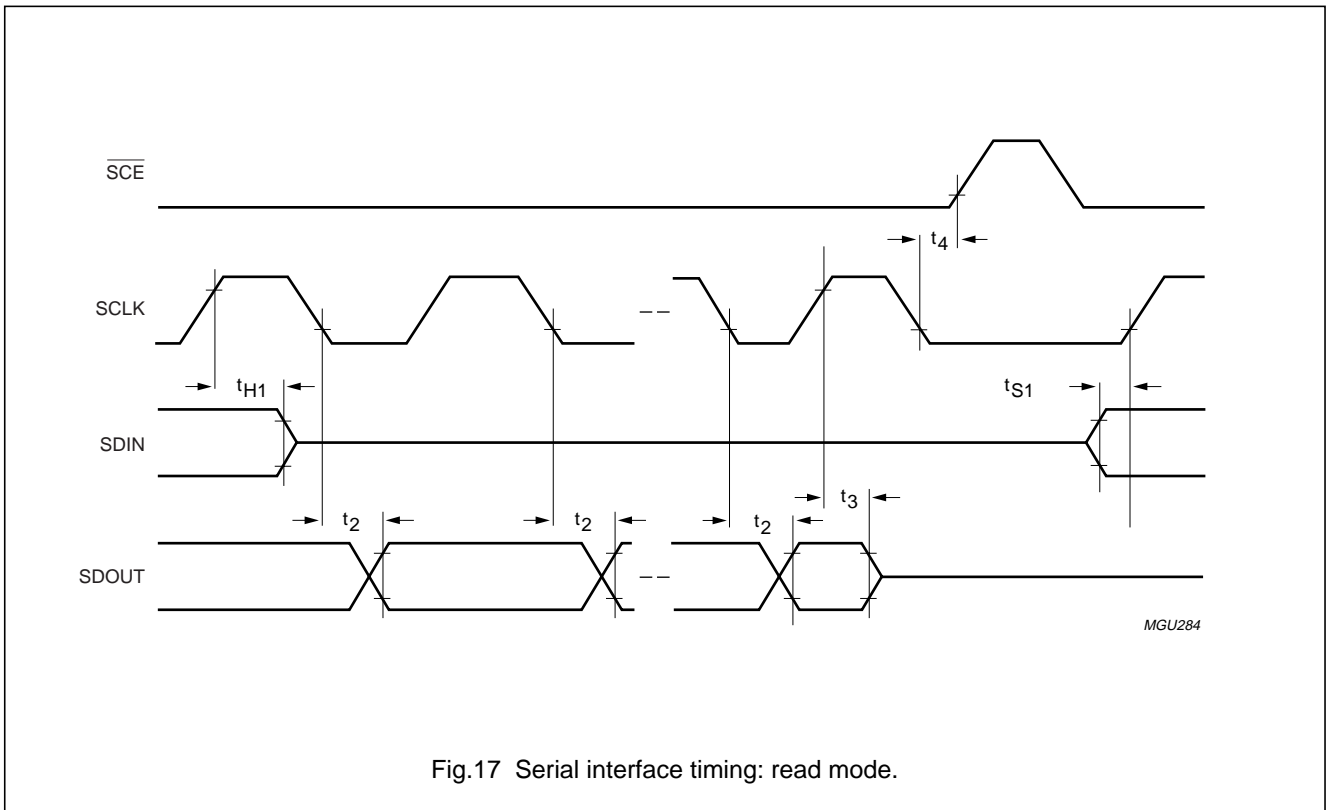 SCE
t4
SCLK
tH1
tS1
SDIN
t3
t2
t2
t2
SDOUT
MGU284
Fig.17 Serial interface timing: read mode.